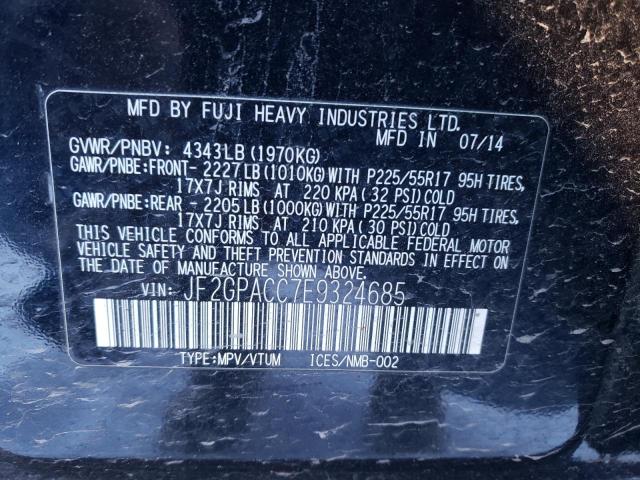 MFD BY FUJI HEAVY INDUSTRIES LTD.
MFD IN 07/14
GVWR/PNBV: 4343LB (1970KG)
GAWR/PNBE:FRONT- 2227LB (1010KG) WITH P225/55R17 95H TIRES,
17X7J RIMS AT 220 KPA (32 PSI) COLD
GAWR/PNBE:REAR - 2205LB (1000KG) WITH P225/55R17 95H TIRES,
17X7J RIMS AT 210 KPA (30 PSI) COLD
THIS VEHICLE CONFORMS TO ALL APPLICABLE FEDERAL MOTOR
VEHICLE SAFETY AND THEFT PREVENTION STANDARDS IN EFFECT ON
THE DATE OF MANUFACTURE SHOWN ABOVE.
VIN: JF2GPACC7E9324685
TYPE:MPV/VTUM ICES/NMB-002